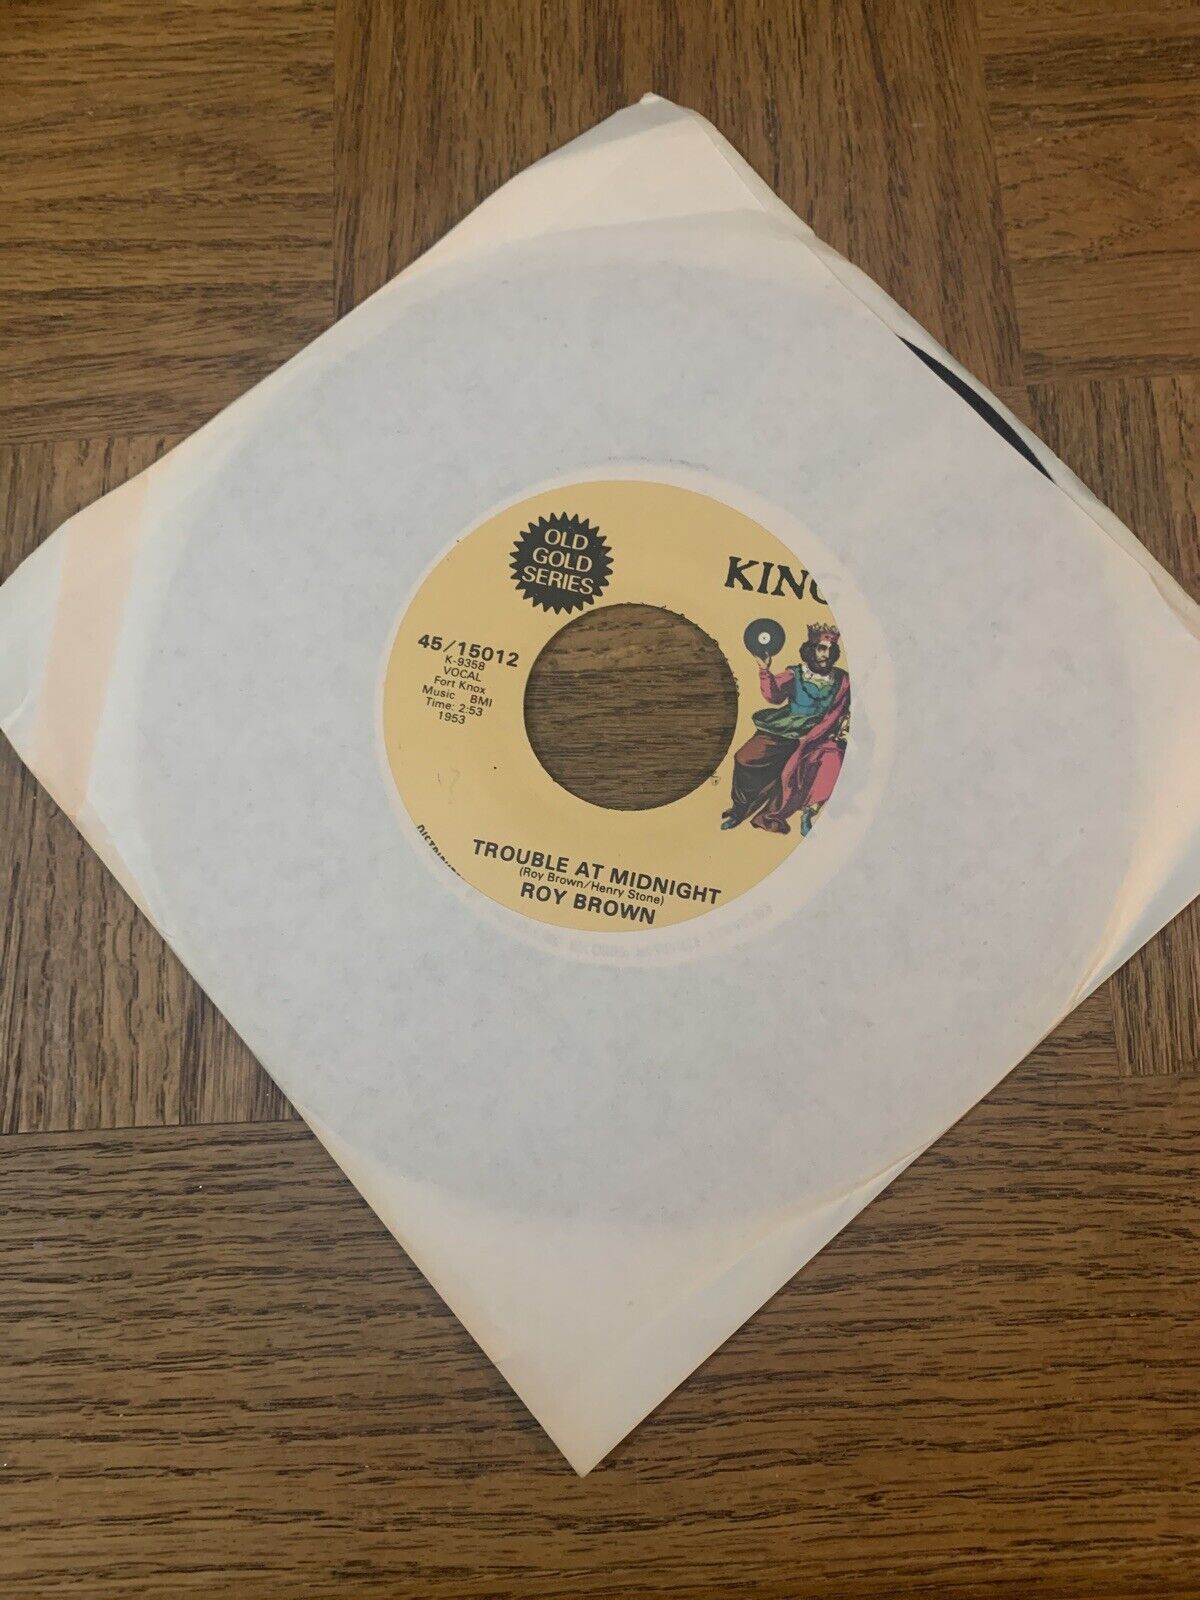 OLD
GOLD
SERIES
KING
45/15012
K-9358
VOCAL
Fort Knox
Music BMI
Time: 2:53
1953
TROUBLE AT MIDNIGHT
(Roy Brown/Henry Stone)
ROY BROWN